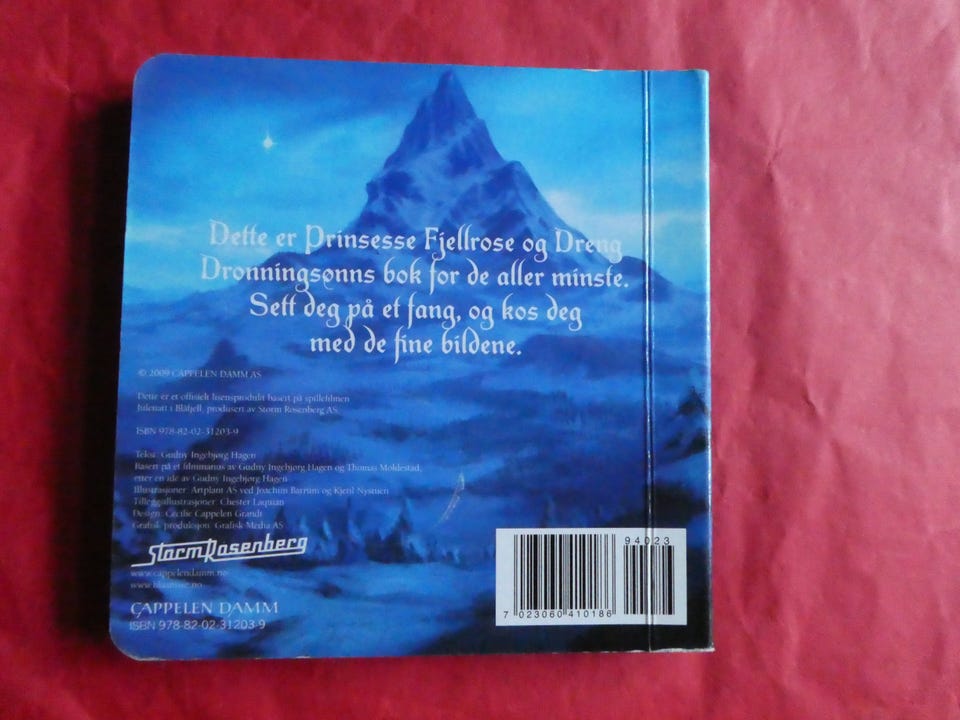 Dette er Prinsesse Fjellrose og Dreng
Dronningsønns bok for de aller minste.
Sett deg på et fang, og kos deg
med de fine bildene.
© 2009 CAPPELEN DAMM AS
Dette er et offisielt lisensprodukt basert på spillefilmen
Julenatt i Blåfjell, produsert av Storm Rosenberg AS.
ISBN 978-82-02-31203-9
Tekst: Gudny Ingebjørg Hagen
Basert på et filmmanus av Gudny Ingebjørg Hagen og Thomas Moldestad,
etter en idé av Gudny Ingebjørg Hagen
Illustrasjoner: Artplant AS ved Joachim Barrum og Kjetil Nystuen
Tilleggsillustrasjoner: Chester Laquian
Design: Cecilie Cappelen Grandt
Grafisk produksjon: Grafisk Media AS
Storm Rosenberg
www.cappelendamm.no
CAPPELEN DAMM
ISBN 978-82-02-31203-9
94023
7 023060 410186